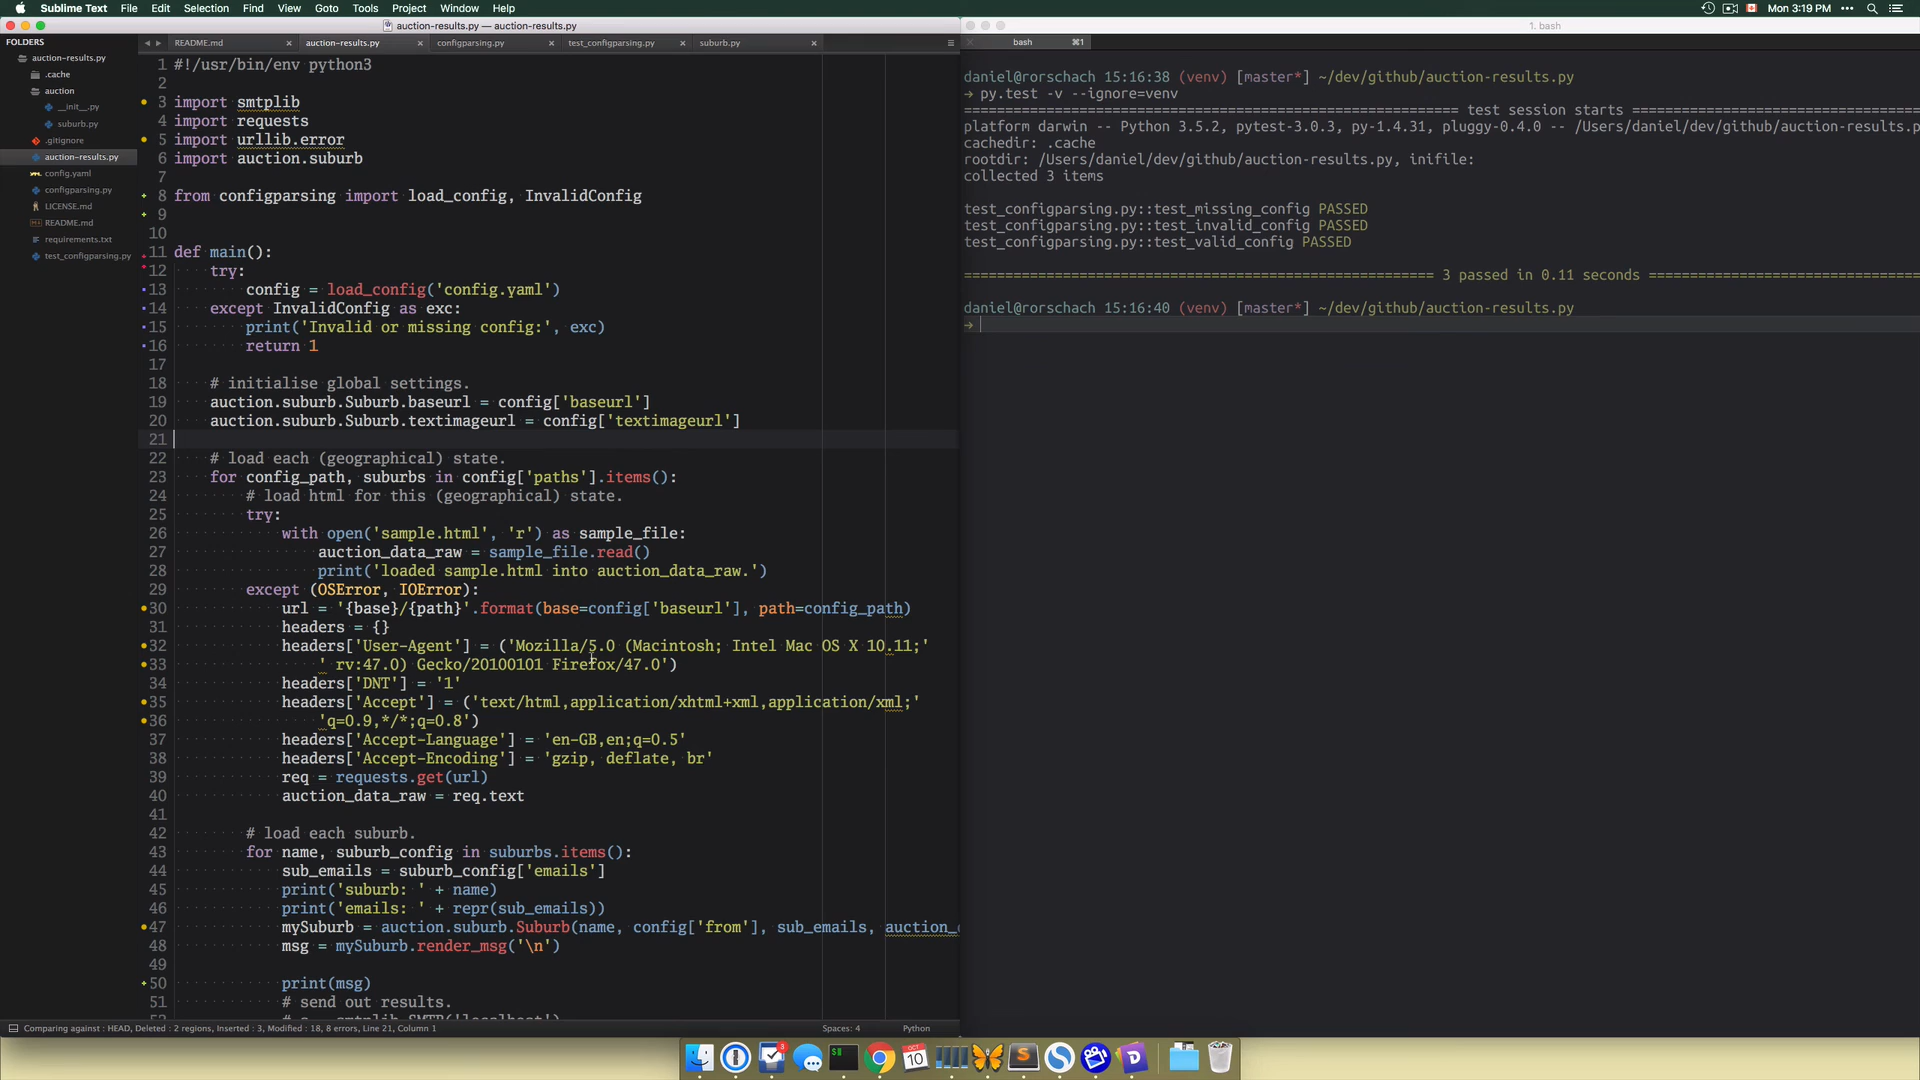 Sublime Text File Edit Selection Find View Goto Tools Project Window Help
Mon 3:19 PM
auction-results.py — auction-results.py
1. bash
FOLDERS
auction-results.py
.cache
auction
__init__.py
suburb.py
.gitignore
auction-results.py
config.yaml
configparsing.py
LICENSE.md
README.md
requirements.txt
test_configparsing.py
README.md auction-results.py configparsing.py test_configparsing.py suburb.py
1 #!/usr/bin/env python3
2
3 import smtplib
4 import requests
5 import urllib.error
6 import auction.suburb
7
8 from configparsing import load_config, InvalidConfig
9
10
11 def main():
12 try:
13 config = load_config('config.yaml')
14 except InvalidConfig as exc:
15 print('Invalid or missing config:', exc)
16 return 1
17
18 # initialise global settings.
19 auction.suburb.Suburb.baseurl = config['baseurl']
20 auction.suburb.Suburb.textimageurl = config['textimageurl']
21
22 # load each (geographical) state.
23 for config_path, suburbs in config['paths'].items():
24 # load html for this (geographical) state.
25 try:
26 with open('sample.html', 'r') as sample_file:
27 auction_data_raw = sample_file.read()
28 print('loaded sample.html into auction_data_raw.')
29 except (OSError, IOError):
30 url = '{base}/{path}'.format(base=config['baseurl'], path=config_path)
31 headers = {}
32 headers['User-Agent'] = ('Mozilla/5.0 (Macintosh; Intel Mac OS X 10.11;'
33 ' rv:47.0) Gecko/20100101 Firefox/47.0')
34 headers['DNT'] = '1'
35 headers['Accept'] = ('text/html,application/xhtml+xml,application/xml;'
36 'q=0.9,*/*;q=0.8')
37 headers['Accept-Language'] = 'en-GB,en;q=0.5'
38 headers['Accept-Encoding'] = 'gzip, deflate, br'
39 req = requests.get(url)
40 auction_data_raw = req.text
41
42 # load each suburb.
43 for name, suburb_config in suburbs.items():
44 sub_emails = suburb_config['emails']
45 print('suburb: ' + name)
46 print('emails: ' + repr(sub_emails))
47 mySuburb = auction.suburb.Suburb(name, config['from'], sub_emails, auction_
48 msg = mySuburb.render_msg('\n')
49
50 print(msg)
51 # send out results.
Comparing against : HEAD, Deleted : 2 regions, Inserted : 3, Modified : 18, 8 errors, Line 21, Column 1
Spaces: 4 Python
bash ⌘1
daniel@rorschach 15:16:38 (venv) [master*] ~/dev/github/auction-results.py
→ py.test -v --ignore=venv
test session starts
platform darwin -- Python 3.5.2, pytest-3.0.3, py-1.4.31, pluggy-0.4.0 -- /Users/daniel/dev/github/auction-results.p
cachedir: .cache
rootdir: /Users/daniel/dev/github/auction-results.py, inifile:
collected 3 items
test_configparsing.py::test_missing_config PASSED
test_configparsing.py::test_invalid_config PASSED
test_configparsing.py::test_valid_config PASSED
3 passed in 0.11 seconds
daniel@rorschach 15:16:40 (venv) [master*] ~/dev/github/auction-results.py
→
3
OCT
10
S
D